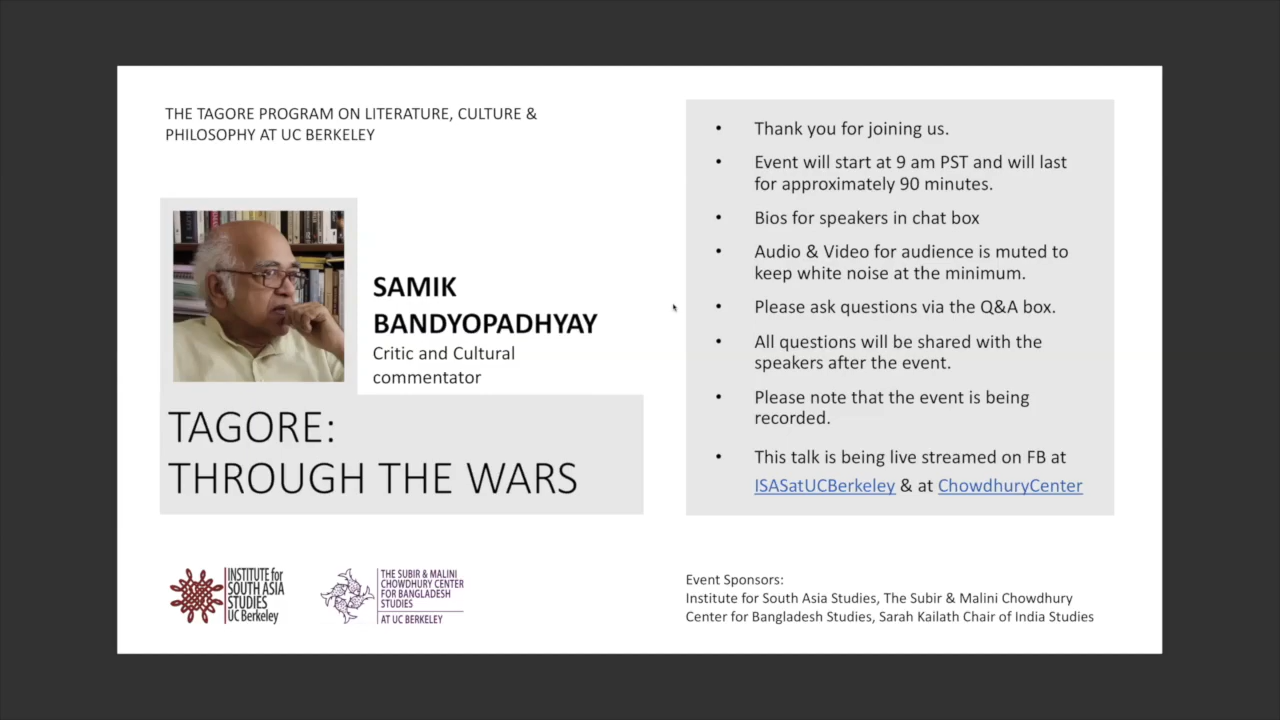 THE TAGORE PROGRAM ON LITERATURE, CULTURE &
PHILOSOPHY AT UC BERKELEY
SAMIK
BANDYOPADHYAY
Critic and Cultural
commentator
TAGORE:
THROUGH THE WARS
INSTITUTE for
SOUTH ASIA
STUDIES
UC Berkeley
THE SUBIR & MALINI
CHOWDHURY CENTER
FOR BANGLADESH
STUDIES
AT UC BERKELEY
• Thank you for joining us.
• Event will start at 9 am PST and will last
for approximately 90 minutes.
• Bios for speakers in chat box
• Audio & Video for audience is muted to
keep white noise at the minimum.
• Please ask questions via the Q&A box.
• All questions will be shared with the
speakers after the event.
• Please note that the event is being
recorded.
• This talk is being live streamed on FB at
ISASatUCBerkeley & at ChowdhuryCenter
Event Sponsors:
Institute for South Asia Studies, The Subir & Malini Chowdhury
Center for Bangladesh Studies, Sarah Kailath Chair of India Studies